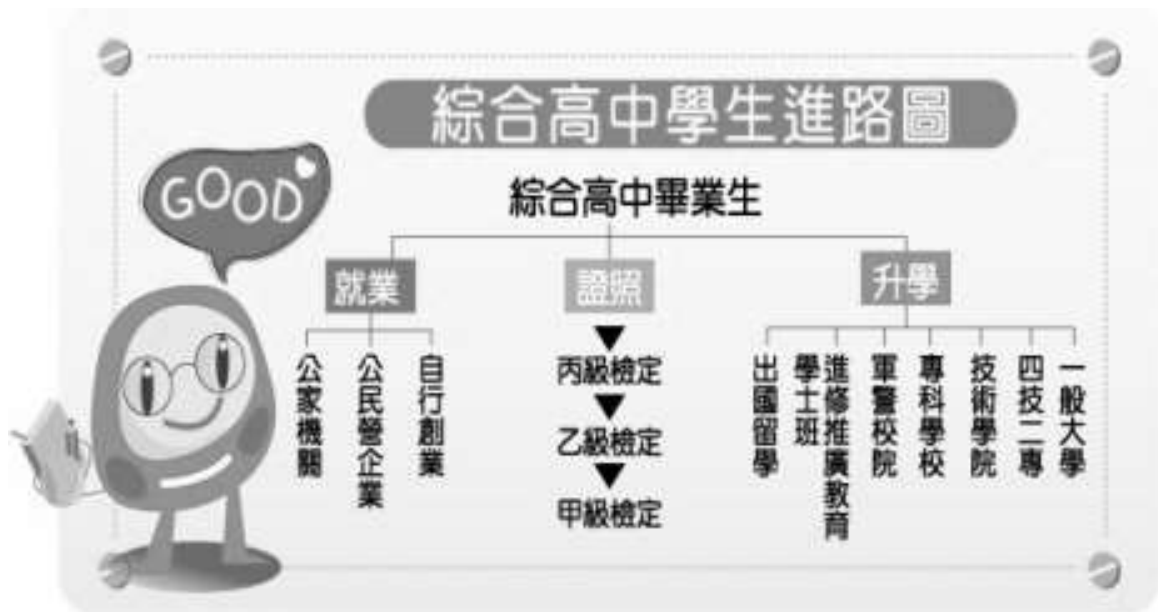 綜合高中學生進路圖
GOOD
綜合高中畢業生
就業
證照
升學
公家機關
公民營企業
自行創業
丙級檢定
乙級檢定
甲級檢定
出國留學
進修推廣教育
學士班
軍警校院
專科學校
技術學院
四技二專
一般大學